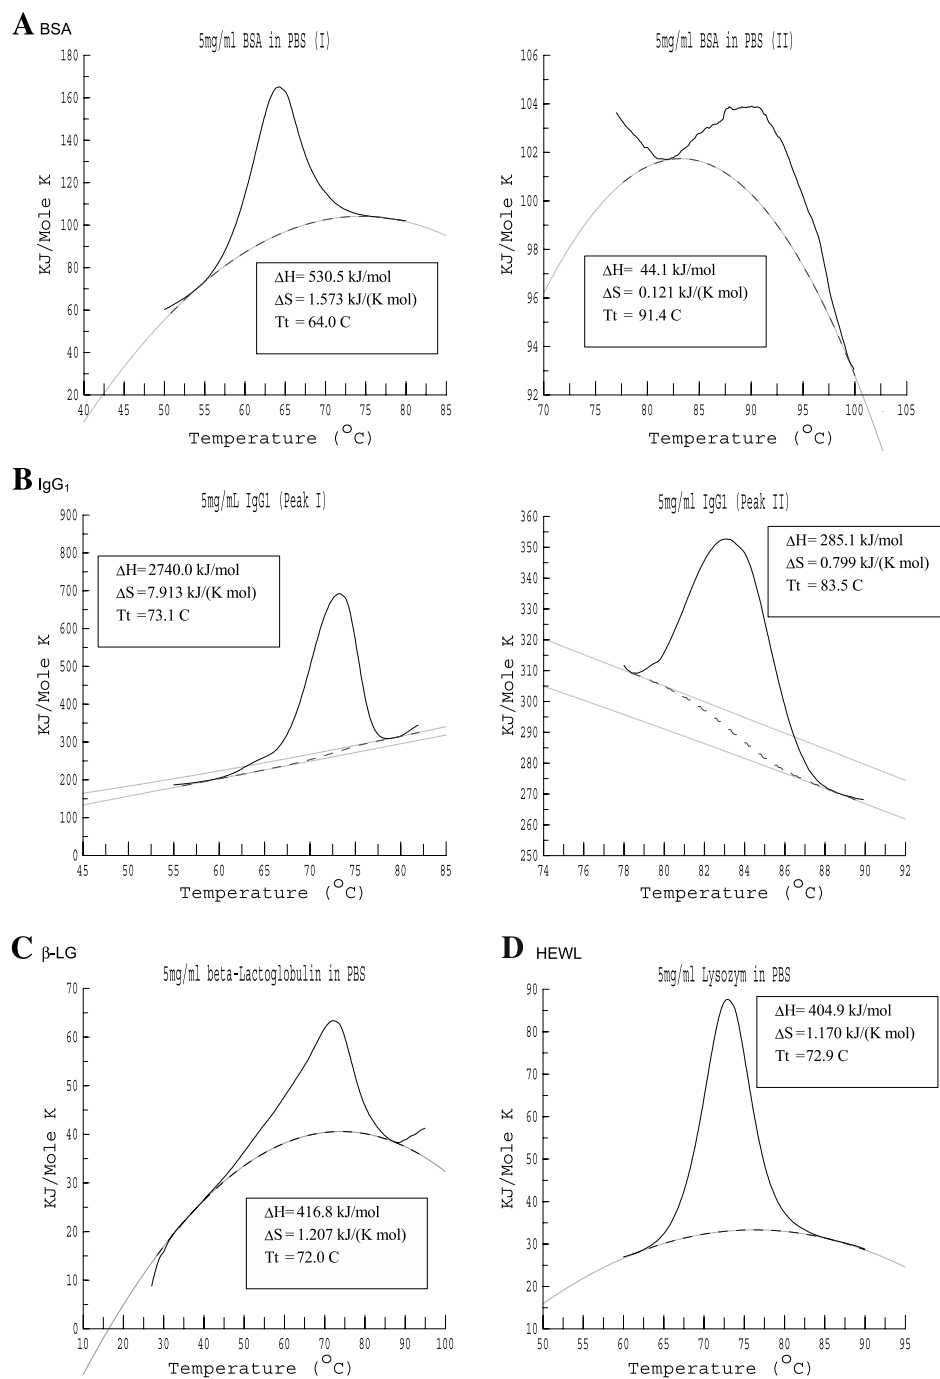 A BSA
5mg/ml BSA in PBS (I)
KJ/Mole K
180
160
140
120
100
80
60
40
20
40 45 50 55 60 65 70 75 80 85
Temperature (°C)
ΔH= 530.5 kJ/mol
ΔS = 1.573 kJ/(K mol)
Tt = 64.0 C
5mg/ml BSA in PBS (II)
KJ/Mole K
106
104
102
100
98
96
94
92
70 75 80 85 90 95 100 105
Temperature (°C)
ΔH= 44.1 kJ/mol
ΔS = 0.121 kJ/(K mol)
Tt = 91.4 C
B IgG₁
5mg/mL IgG1 (Peak I)
KJ/Mole K
900
800
700
600
500
400
300
200
100
0
45 50 55 60 65 70 75 80 85
Temperature (°C)
ΔH=2740.0 kJ/mol
ΔS =7.913 kJ/(K mol)
Tt =73.1 C
5mg/ml IgG1 (Peak II)
KJ/Mole K
360
350
340
330
320
310
300
290
280
270
260
250
74 76 78 80 82 84 86 88 90 92
Temperature (°C)
ΔH= 285.1 kJ/mol
ΔS = 0.799 kJ/(K mol)
Tt = 83.5 C
C β-LG
5mg/ml beta-Lactoglobulin in PBS
KJ/Mole K
70
60
50
40
30
20
10
0
10 20 30 40 50 60 70 80 90 100
Temperature (°C)
ΔH=416.8 kJ/mol
ΔS =1.207 kJ/(K mol)
Tt =72.0 C
D HEWL
5mg/ml Lysozym in PBS
KJ/Mole K
90
80
70
60
50
40
30
20
10
50 55 60 65 70 75 80 85 90 95
Temperature (°C)
ΔH= 404.9 kJ/mol
ΔS =1.170 kJ/(K mol)
Tt =72.9 C